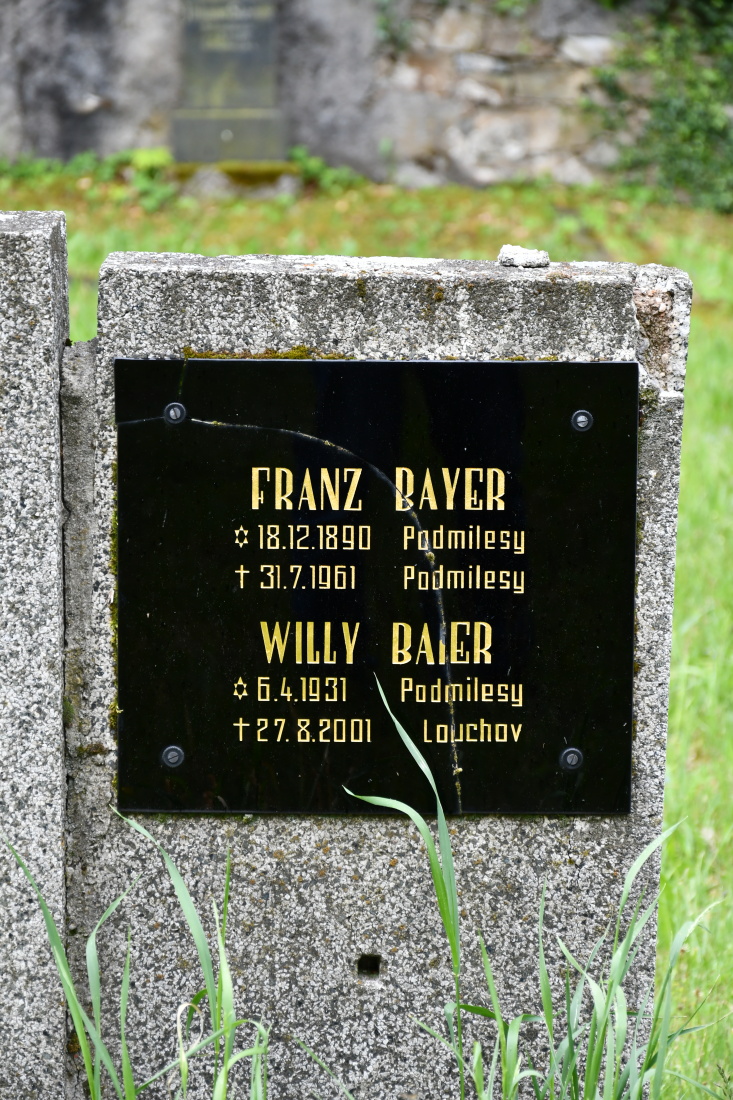 FRANZ BAYER
✡ 18.12.1890 Podmilesy
† 31.7.1961 Podmilesy
WILLY BAIER
✡ 6.4.1931 Podmilesy
† 27.8.2001 Louchov